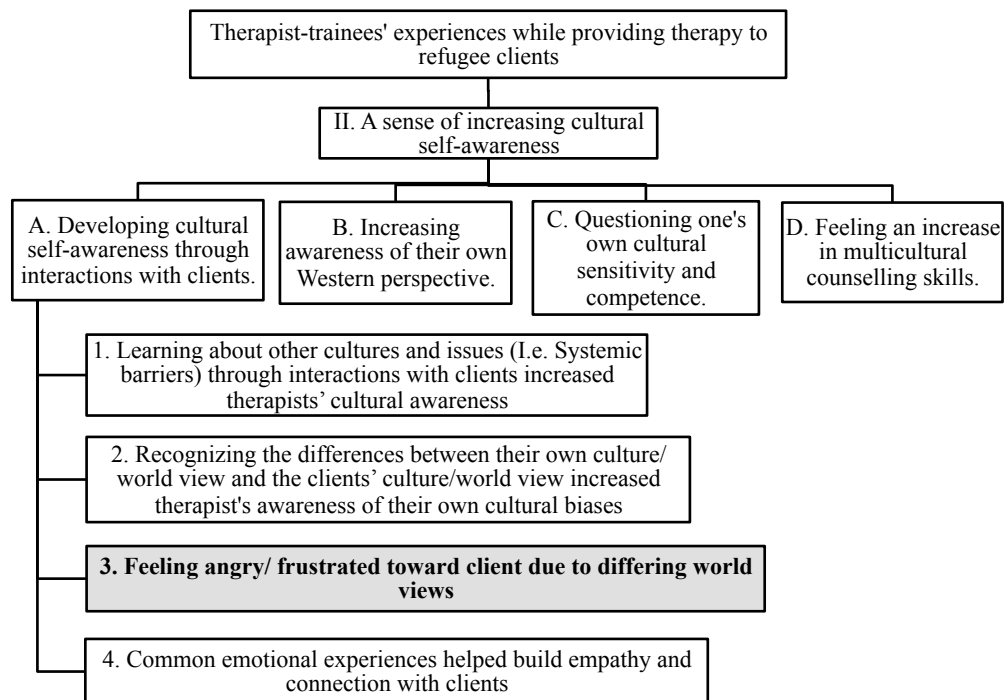 Therapist-trainees' experiences while providing therapy to
refugee clients
II. A sense of increasing cultural
self-awareness
A. Developing cultural
self-awareness through
interactions with clients.
B. Increasing
awareness of their own
Western perspective.
C. Questioning one's
own cultural
sensitivity and
competence.
D. Feeling an increase
in multicultural
counselling skills.
1. Learning about other cultures and issues (I.e. Systemic
barriers) through interactions with clients increased
therapists’ cultural awareness
2. Recognizing the differences between their own culture/
world view and the clients’ culture/world view increased
therapist's awareness of their own cultural biases
3. Feeling angry/ frustrated toward client due to differing world
views
4. Common emotional experiences helped build empathy and
connection with clients